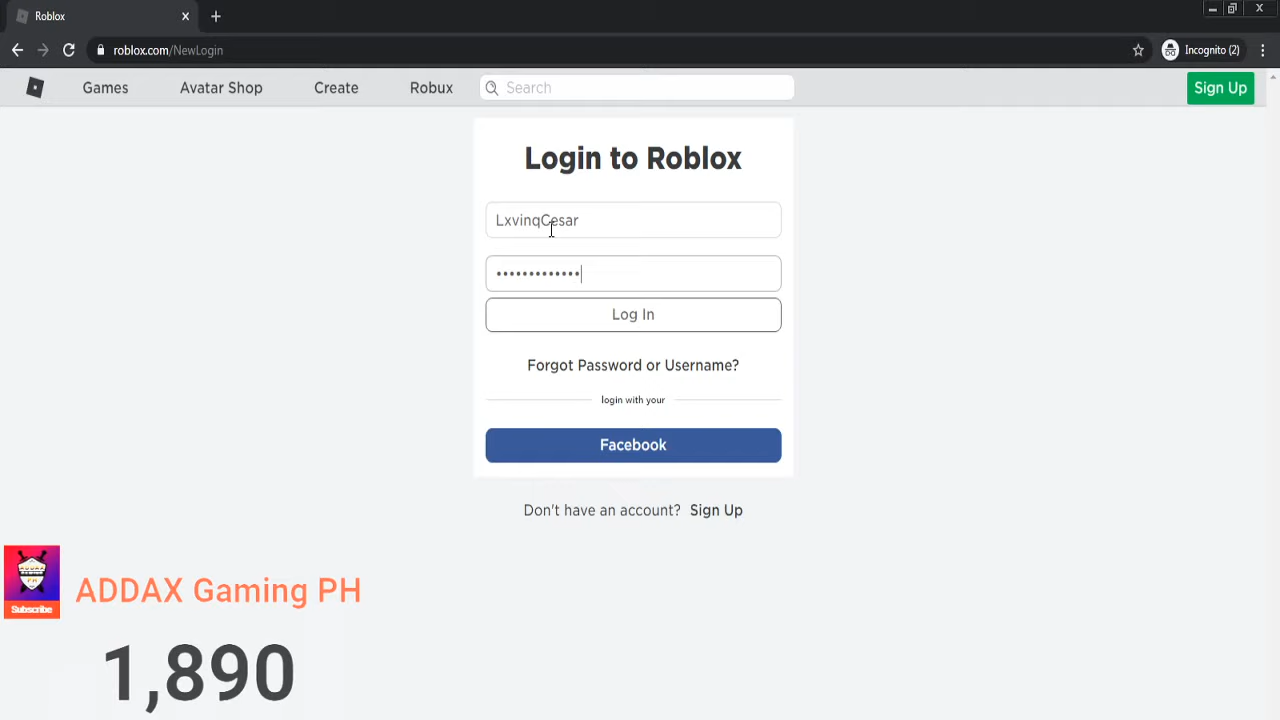 Roblox
roblox.com/NewLogin
Incognito (2)
Games Avatar Shop Create Robux Search Sign Up
Login to Roblox
LxvinqCesar
•••••••••••••
Log In
Forgot Password or Username?
login with your
Facebook
Don't have an account? Sign Up
ADDAX Gaming PH
Subscribe
1,890